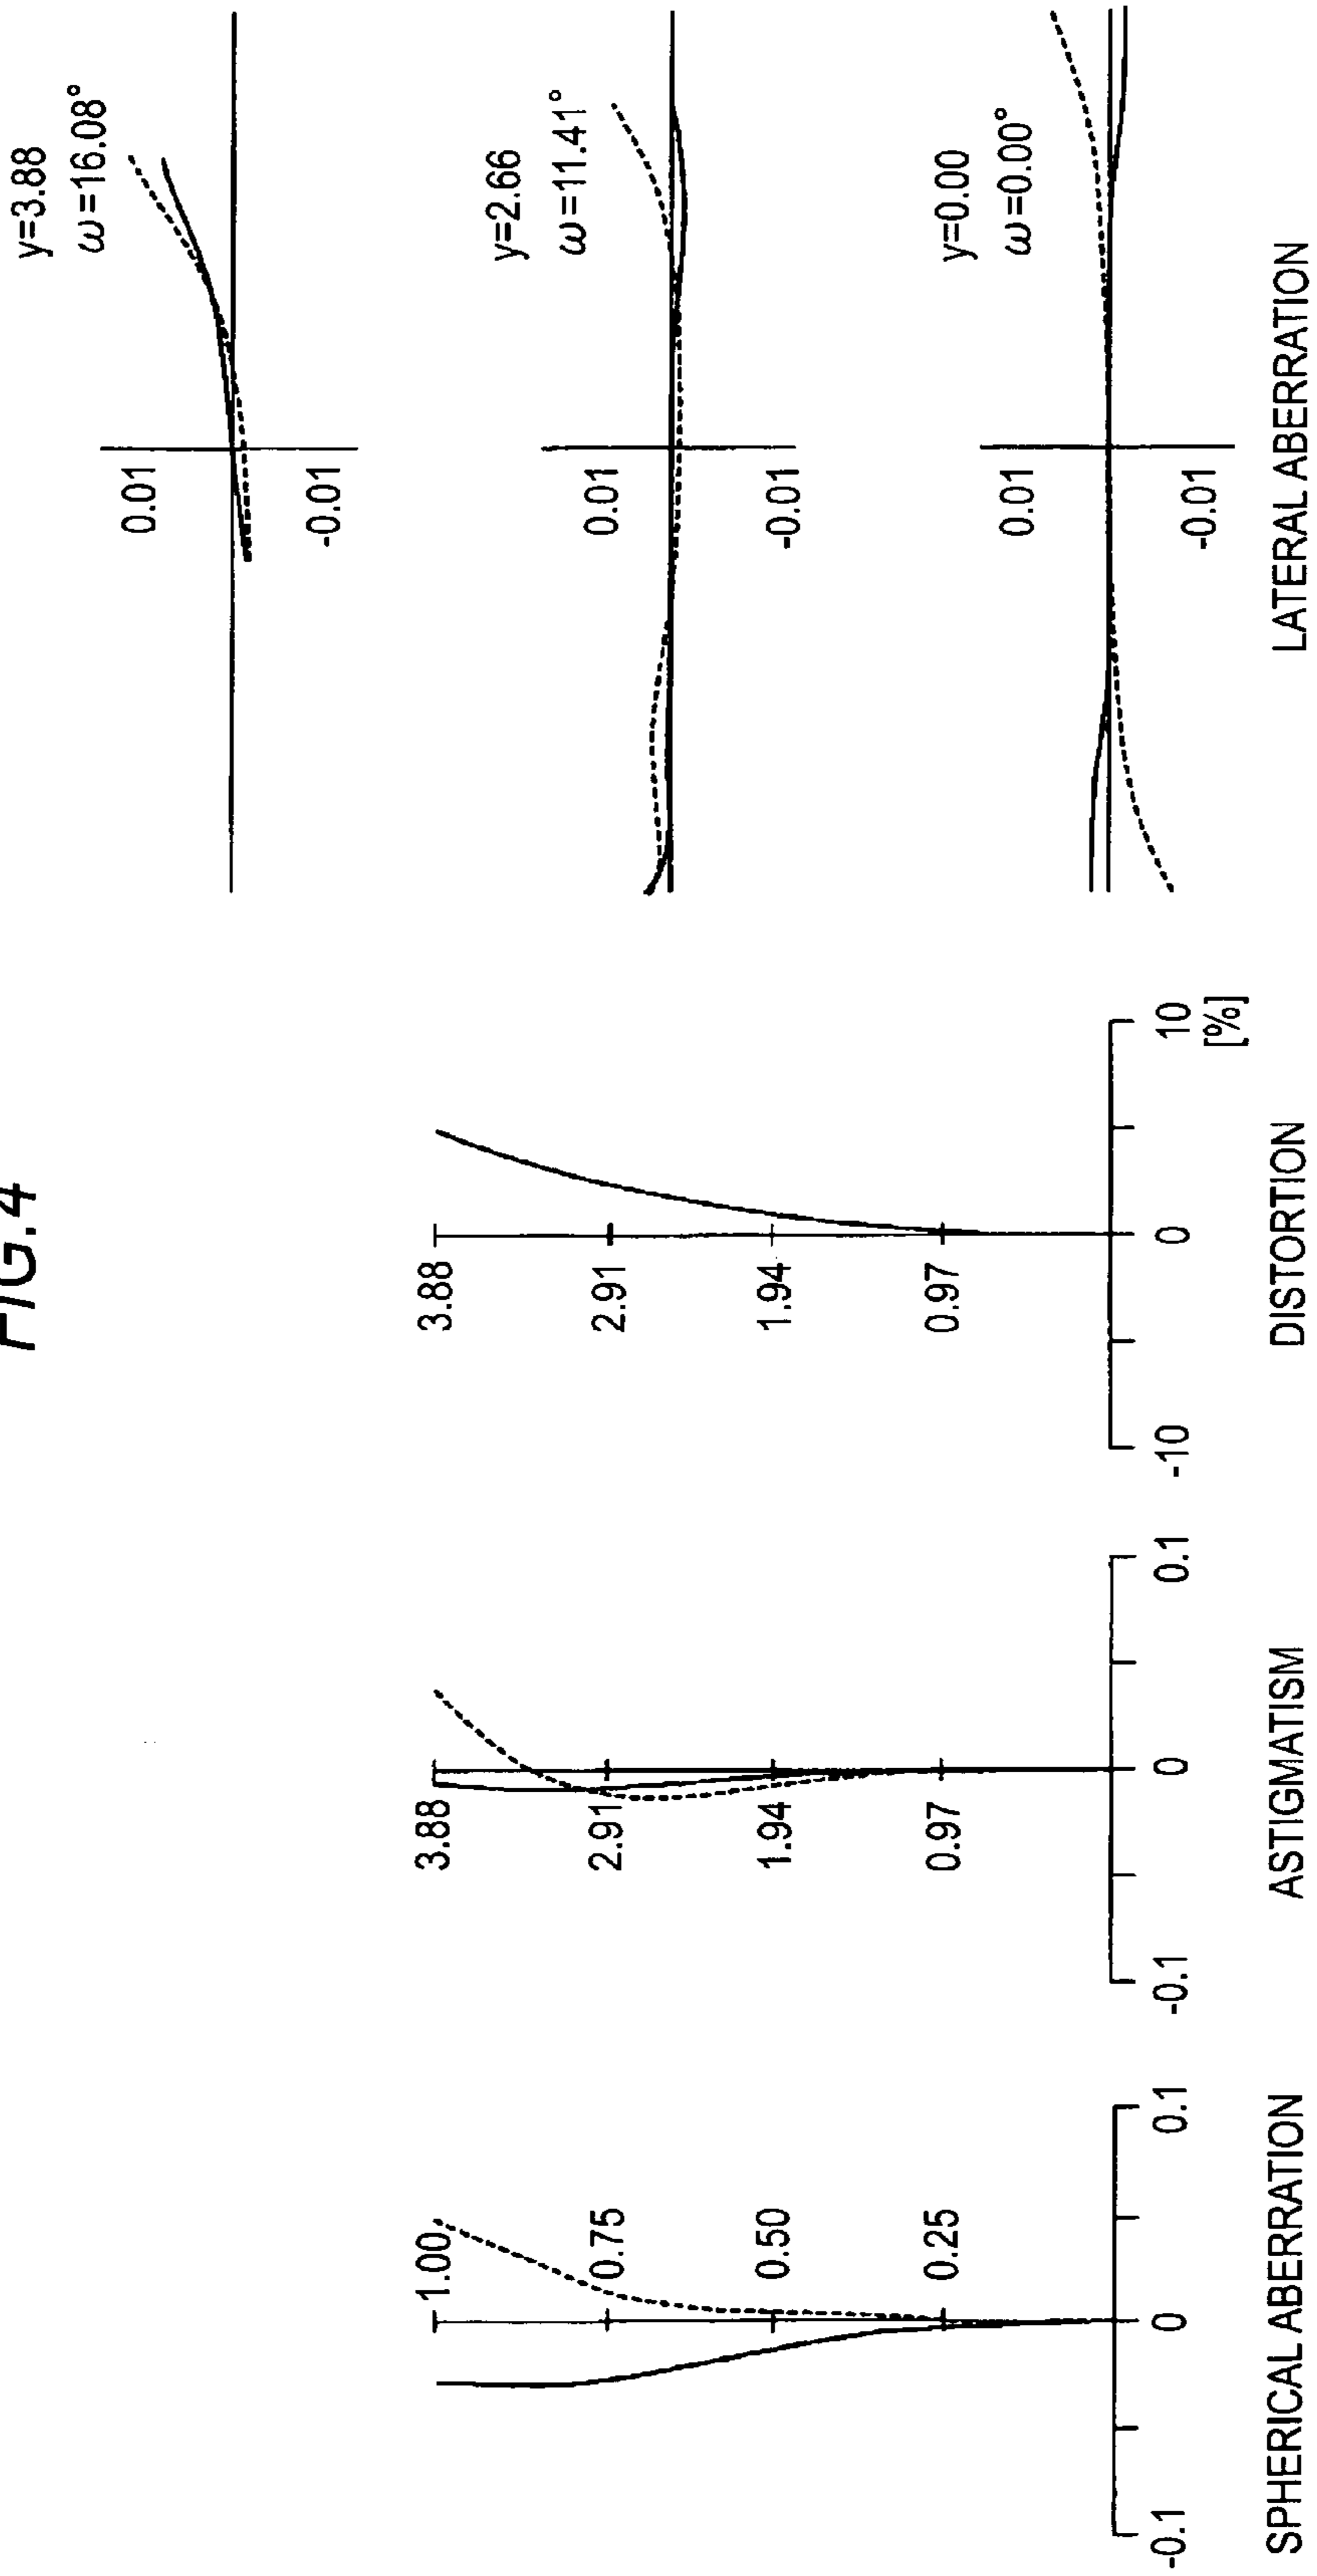 FIG.4
1.00
0.75
0.50
0.25
-0.1
0
0.1
SPHERICAL ABERRATION
3.88
2.91
1.94
0.97
-0.1
0
0.1
ASTIGMATISM
3.88
2.91
1.94
0.97
-10
0
10
[%]
DISTORTION
y=3.88
ω=16.08°
0.01
-0.01
y=2.66
ω=11.41°
0.01
-0.01
y=0.00
ω=0.00°
0.01
-0.01
LATERAL ABERRATION